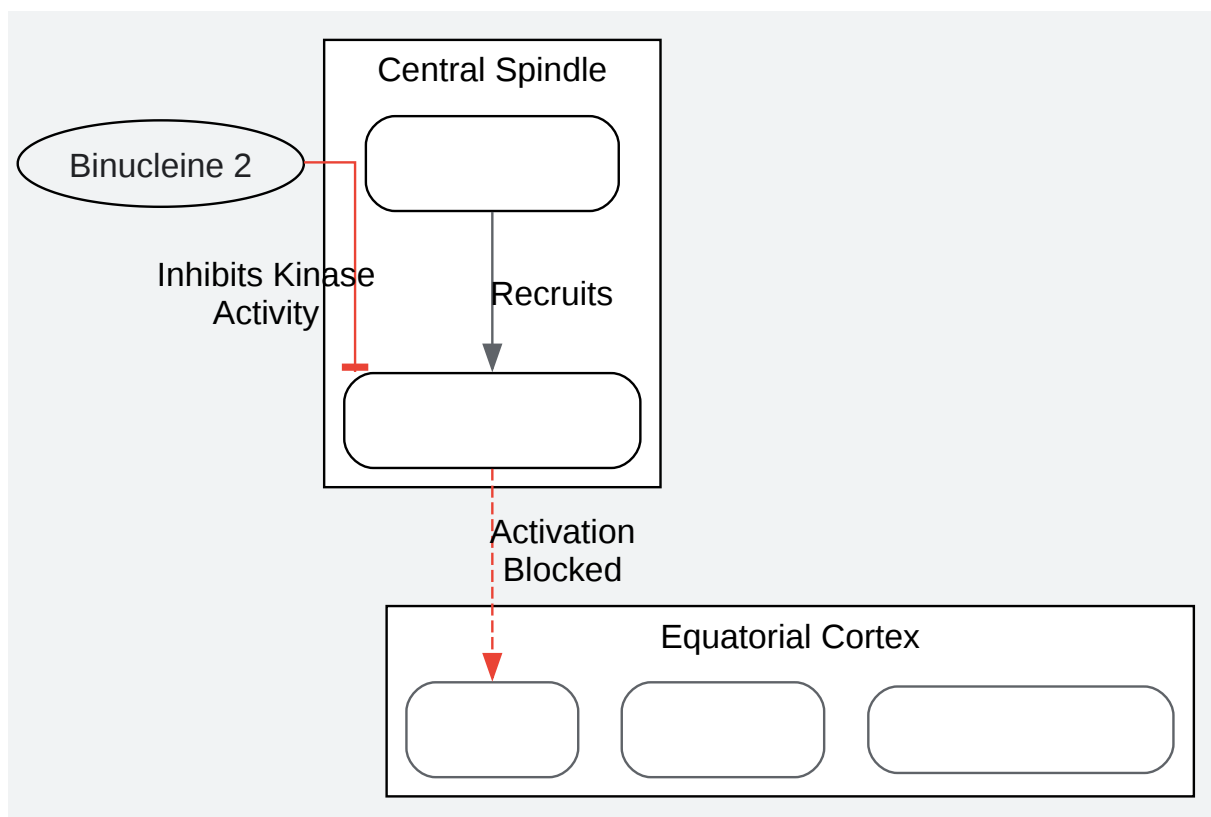 Central Spindle
Binucleine 2
Inhibits Kinase
Activity
Recruits
Activation
Blocked
Equatorial Cortex